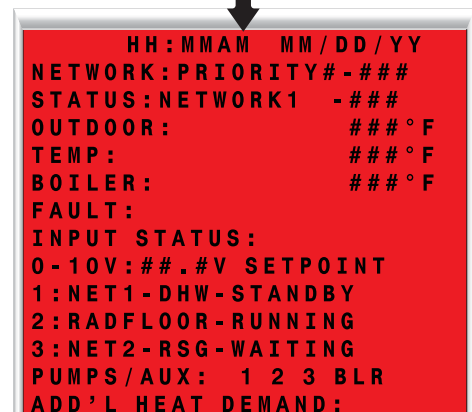 HH:MMAM MM/DD/YY
NETWORK:PRIORITY#-###
STATUS:NETWORK1 -###
OUTDOOR: ###°F
TEMP: ###°F
BOILER: ###°F
FAULT:
INPUT STATUS:
0-10V:##.#V SETPOINT
1:NET1-DHW-STANDBY
2:RADFLOOR-RUNNING
3:NET2-RSG-WAITING
PUMPS/AUX: 1 2 3 BLR
ADD'L HEAT DEMAND: